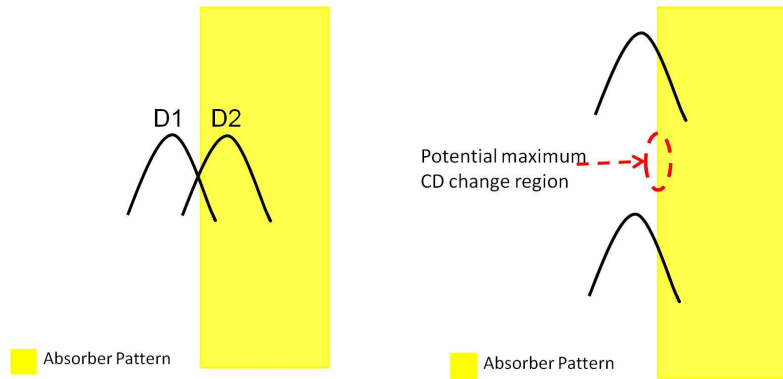 D1 D2
Absorber Pattern
Potential maximum
CD change region
Absorber Pattern